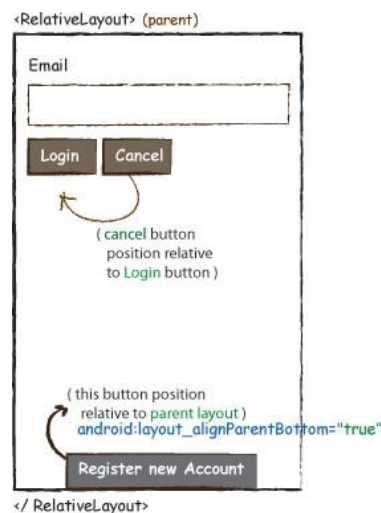 <RelativeLayout> (parent)
Email
Login Cancel
( cancel button
position relative
to Login button )
( this button position
relative to parent layout )
android:layout_alignParentBottom="true"
Register new Account
</ RelativeLayout>